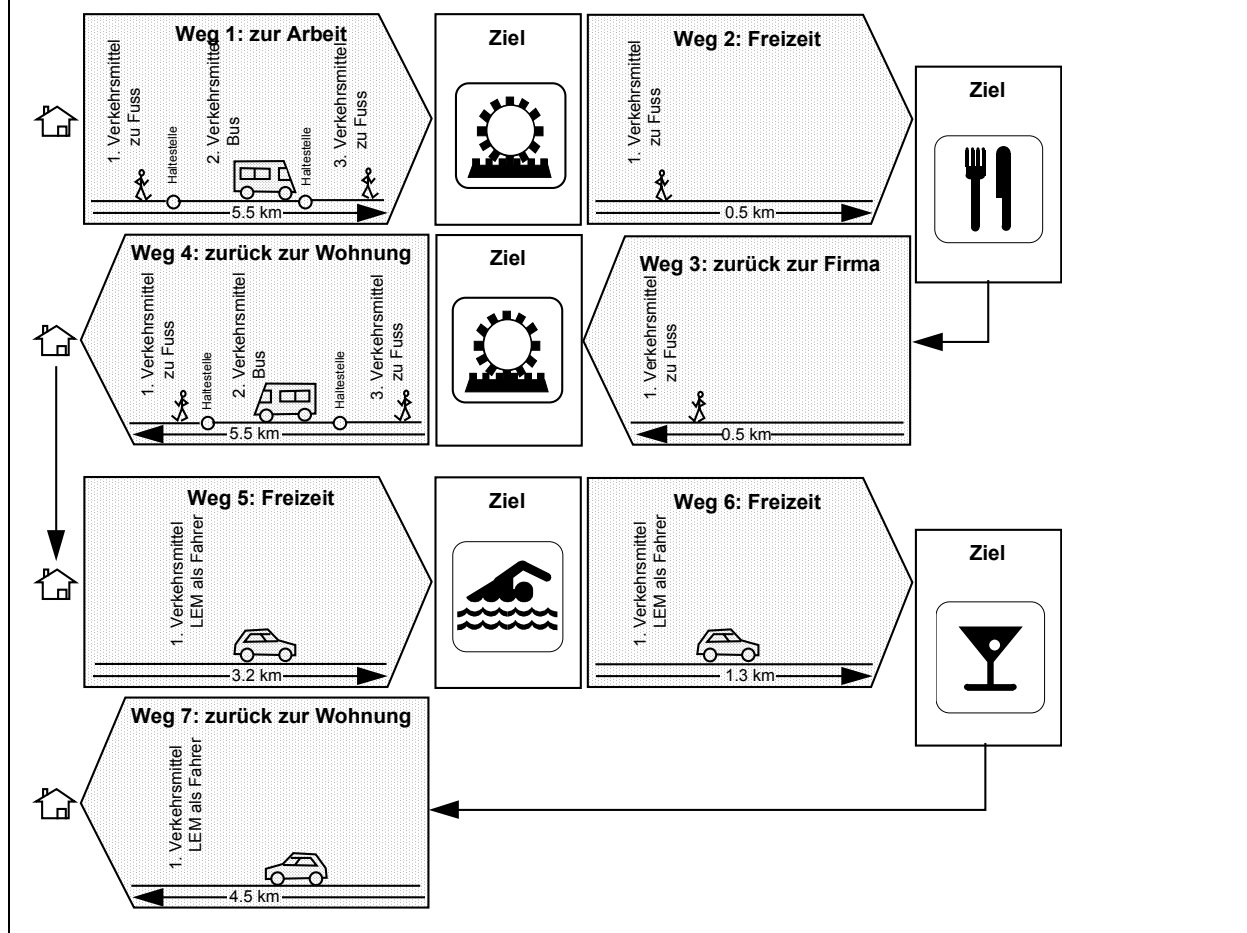 Weg 1: zur Arbeit
1. Verkehrsmittel
zu Fuss
Haltestelle
2. Verkehrsmittel
Bus
Haltestelle
3. Verkehrsmittel
zu Fuss
5.5 km
Ziel
Weg 2: Freizeit
1. Verkehrsmittel
zu Fuss
0.5 km
Ziel
Weg 3: zurück zur Firma
1. Verkehrsmittel
zu Fuss
0.5 km
Ziel
Weg 4: zurück zur Wohnung
1. Verkehrsmittel
zu Fuss
Haltestelle
2. Verkehrsmittel
Bus
Haltestelle
3. Verkehrsmittel
zu Fuss
5.5 km
Weg 5: Freizeit
1. Verkehrsmittel
LEM als Fahrer
3.2 km
Ziel
Weg 6: Freizeit
1. Verkehrsmittel
LEM als Fahrer
1.3 km
Ziel
Weg 7: zurück zur Wohnung
1. Verkehrsmittel
LEM als Fahrer
4.5 km